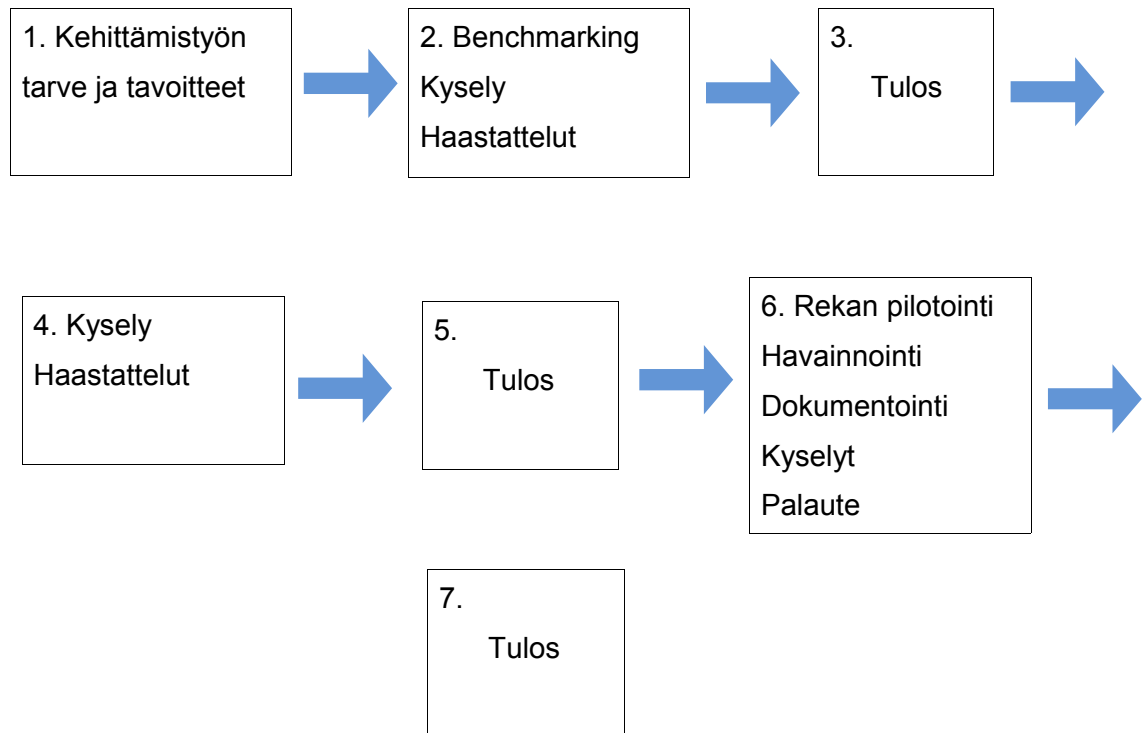 1. Kehittämistyön
tarve ja tavoitteet
2. Benchmarking
Kysely
Haastattelut
3.
Tulos
4. Kysely
Haastattelut
5.
Tulos
6. Rekan pilotointi
Havainnointi
Dokumentointi
Kyselyt
Palaute
7.
Tulos